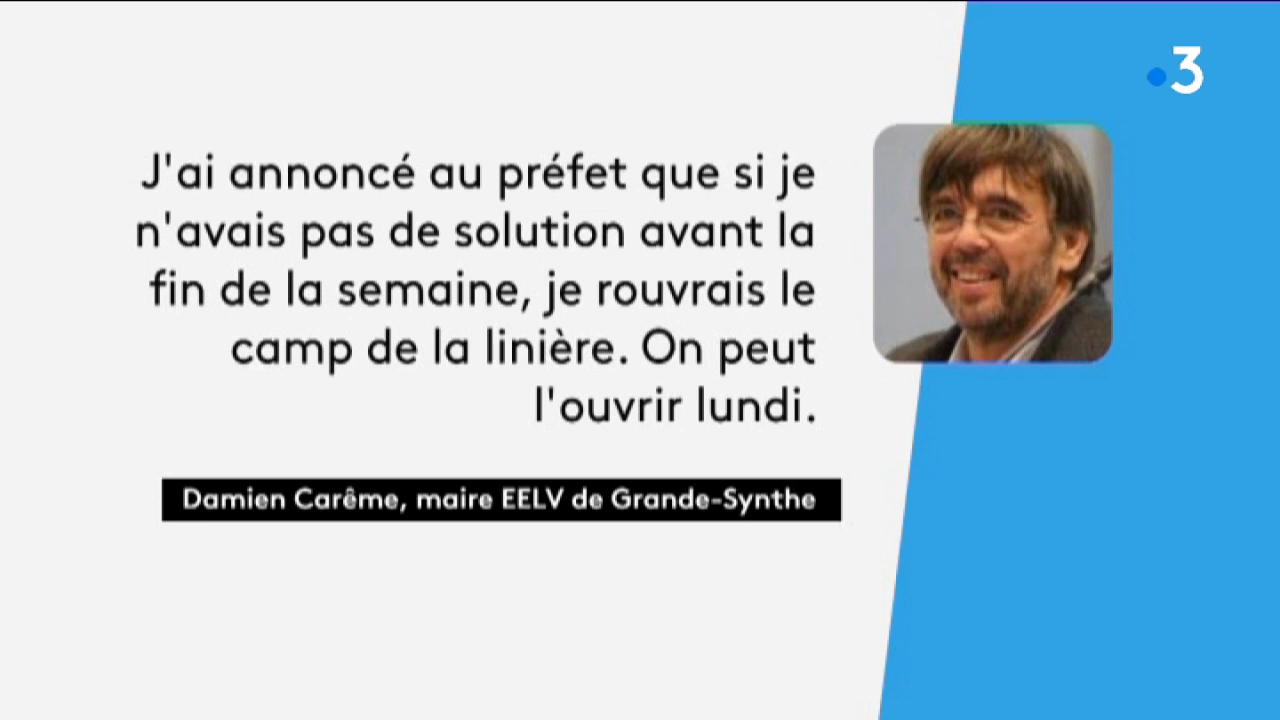 3
J'ai annoncé au préfet que si je
n'avais pas de solution avant la
fin de la semaine, je rouvrais le
camp de la linière. On peut
l'ouvrir lundi.
Damien Carême, maire EELV de Grande-Synthe